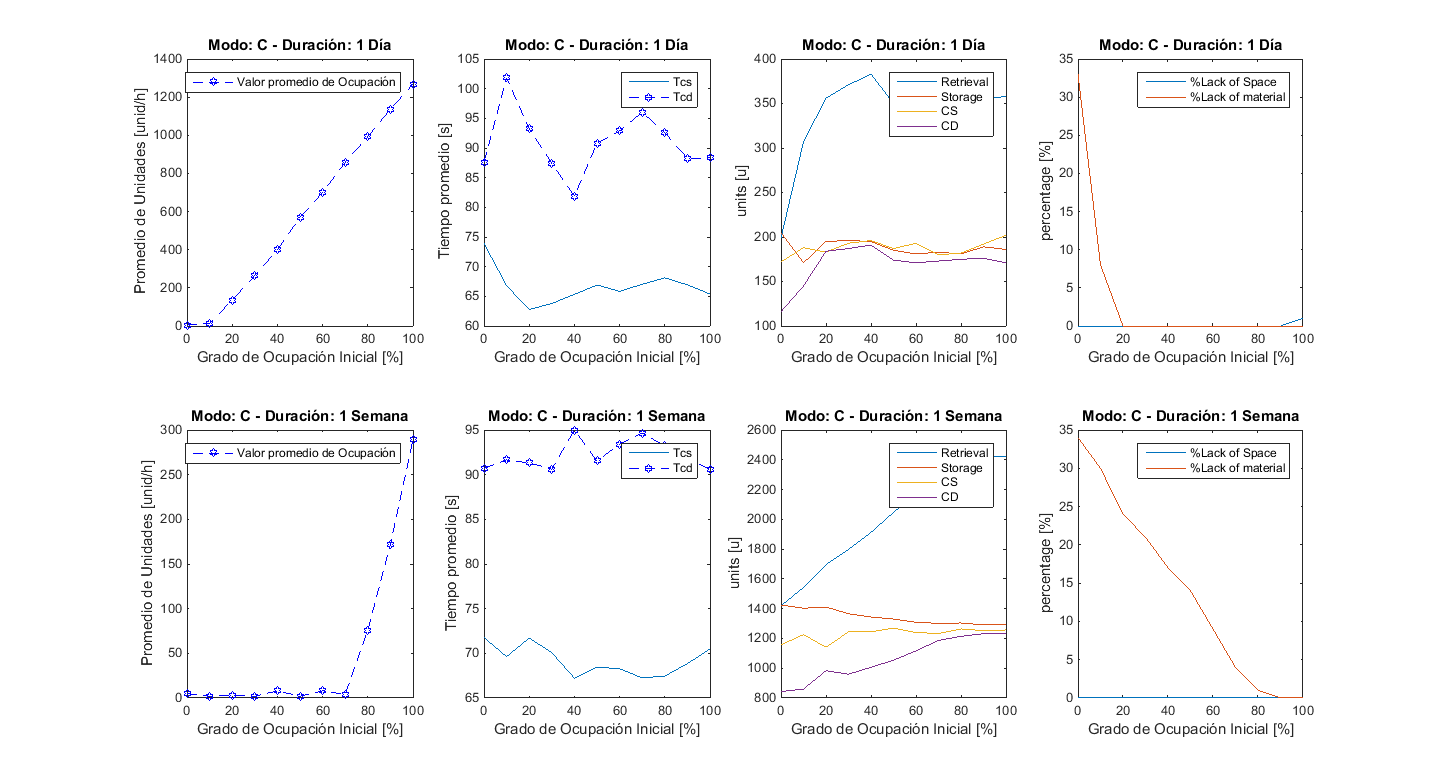 Modo: C - Duración: 1 Día
Promedio de Unidades [unid/h]
1400
1200
1000
800
600
400
200
0
Valor promedio de Ocupación
0 20 40 60 80 100
Grado de Ocupación Inicial [%]
Modo: C - Duración: 1 Día
Tiempo promedio [s]
105
100
95
90
85
80
75
70
65
60
Tcs
Tcd
0 20 40 60 80 100
Grado de Ocupación Inicial [%]
Modo: C - Duración: 1 Día
units [u]
400
350
300
250
200
150
100
Retrieval
Storage
CS
CD
0 20 40 60 80 100
Grado de Ocupación Inicial [%]
Modo: C - Duración: 1 Día
percentage [%]
35
30
25
20
15
10
5
0
%Lack of Space
%Lack of material
0 20 40 60 80 100
Grado de Ocupación Inicial [%]
Modo: C - Duración: 1 Semana
Promedio de Unidades [unid/h]
300
250
200
150
100
50
0
Valor promedio de Ocupación
0 20 40 60 80 100
Grado de Ocupación Inicial [%]
Modo: C - Duración: 1 Semana
Tiempo promedio [s]
95
90
85
80
75
70
65
Tcs
Tcd
0 20 40 60 80 100
Grado de Ocupación Inicial [%]
Modo: C - Duración: 1 Semana
units [u]
2600
2400
2200
2000
1800
1600
1400
1200
1000
800
Retrieval
Storage
CS
CD
0 20 40 60 80 100
Grado de Ocupación Inicial [%]
Modo: C - Duración: 1 Semana
percentage [%]
35
30
25
20
15
10
5
0
%Lack of Space
%Lack of material
0 20 40 60 80 100
Grado de Ocupación Inicial [%]